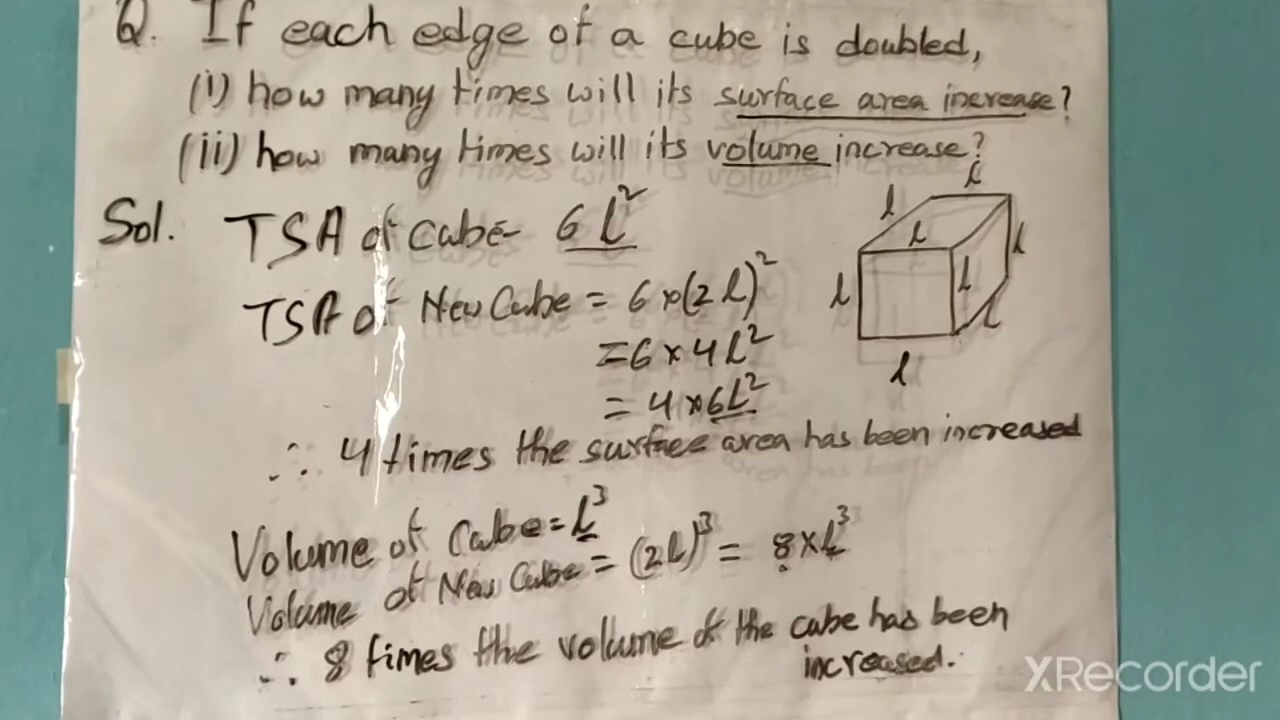 Q. If each edge of a cube is doubled,
(i) how many times will its surface area increase?
(ii) how many times will its volume increase?
Sol. TSA of Cube = 6l²
TSA of New Cube = 6×(2l)²
= 6×4l²
= 4×6l²
∴ 4 times the surface area has been increased
Volume of Cube = l³
Volume of New Cube = (2l)³ = 8×l³
∴ 8 times the volume of the cube has been
increased.
l
l
l
l
l
l
l
l
XRecorder